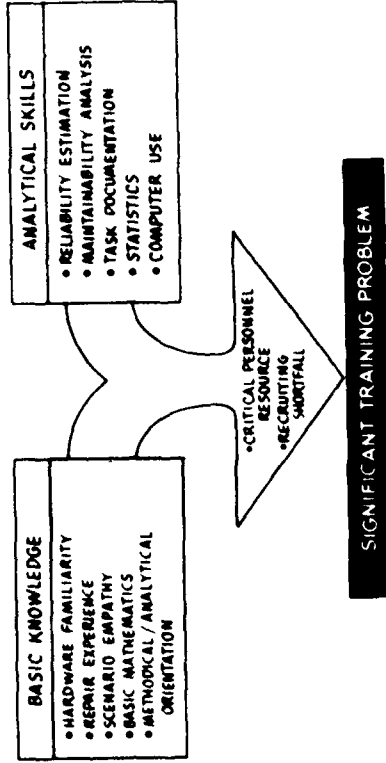 BASIC KNOWLEDGE
• HARDWARE FAMILIARITY
• REPAIR EXPERIENCE
• SCENARIO EMPATHY
• BASIC MATHEMATICS
• METHODICAL / ANALYTICAL
ORIENTATION
ANALYTICAL SKILLS
• RELIABILITY ESTIMATION
• MAINTAINABILITY ANALYSIS
• TASK DOCUMENTATION
• STATISTICS
• COMPUTER USE
• CRITICAL PERSONNEL
RESOURCE
• RECRUITING
SHORTFALL
SIGNIFICANT TRAINING PROBLEM